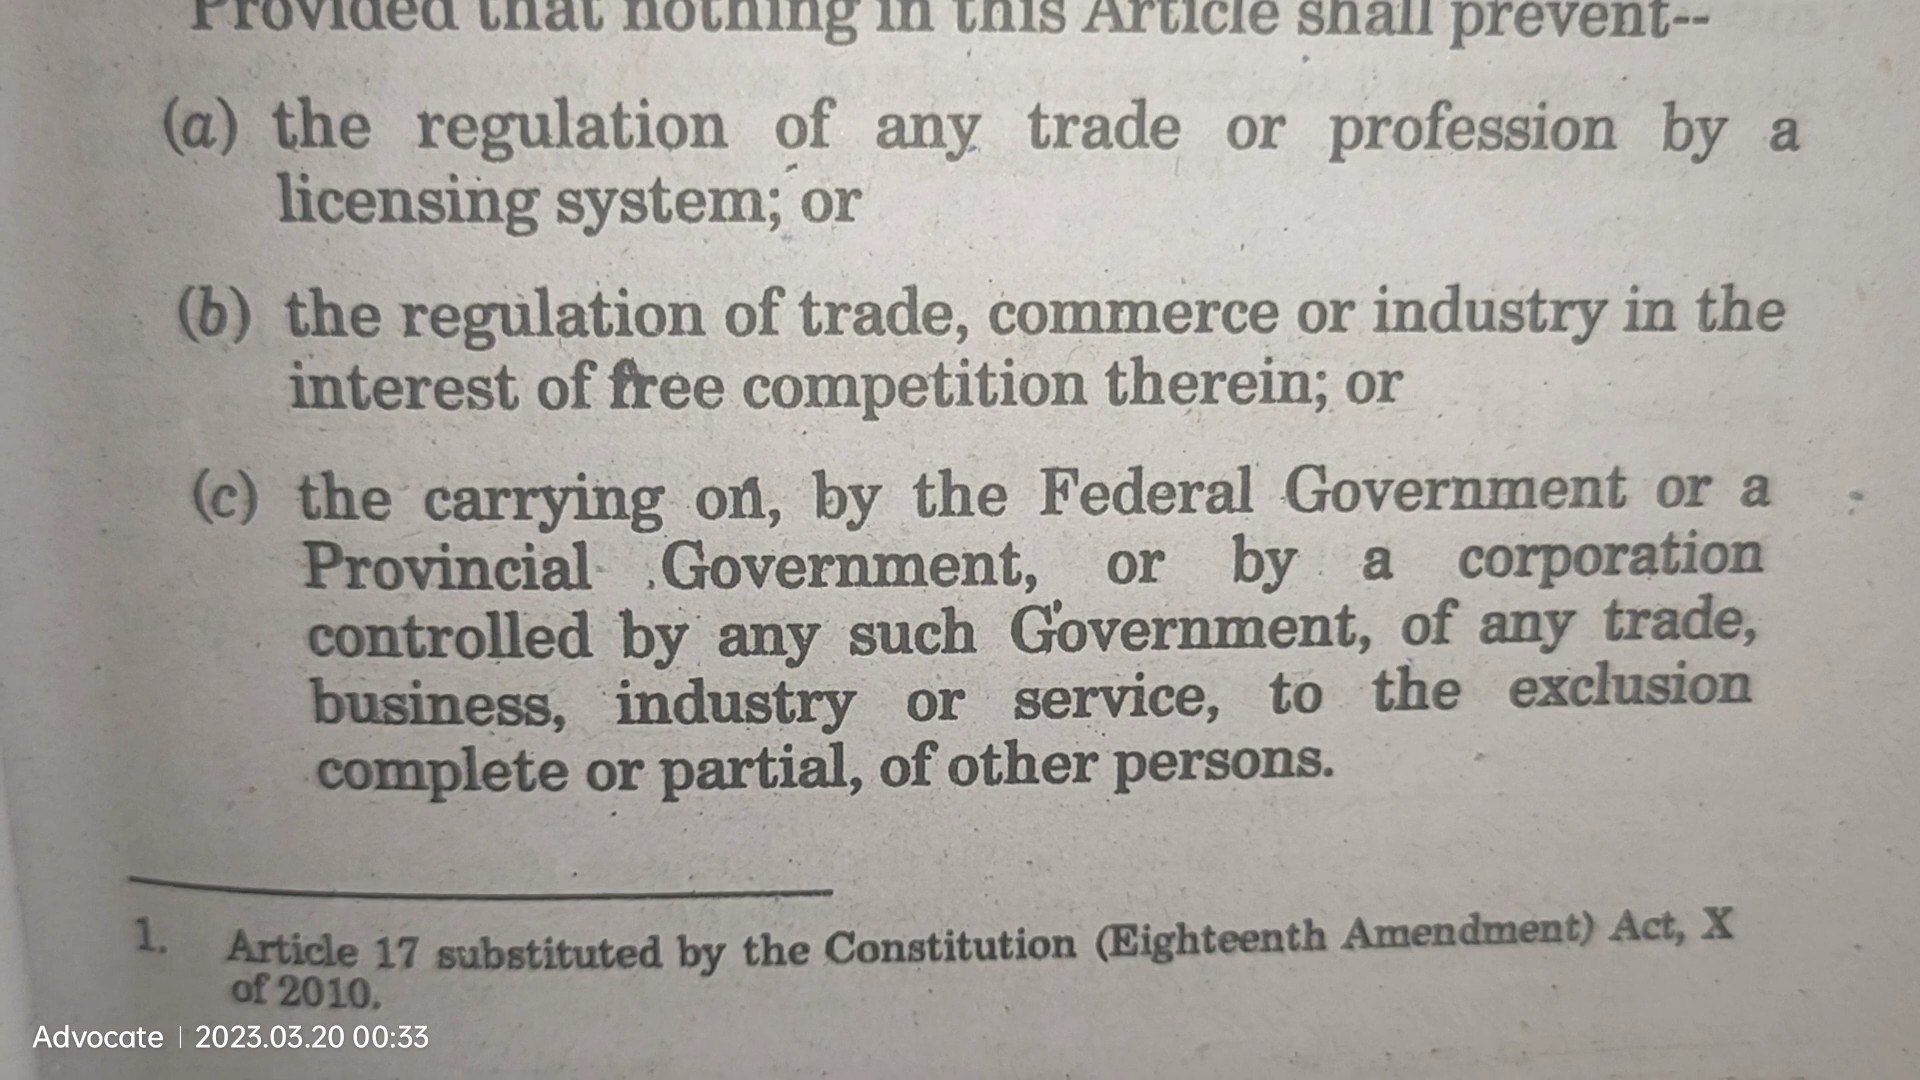 Provided that nothing in this Article shall prevent--
(a) the regulation of any trade or profession by a
licensing system; or
(b) the regulation of trade, commerce or industry in the
interest of free competition therein; or
(c) the carrying on, by the Federal Government or a
Provincial Government, or by a corporation
controlled by any such Government, of any trade,
business, industry or service, to the exclusion
complete or partial, of other persons.
1. Article 17 substituted by the Constitution (Eighteenth Amendment) Act, X
of 2010.
Advocate | 2023.03.20 00:33